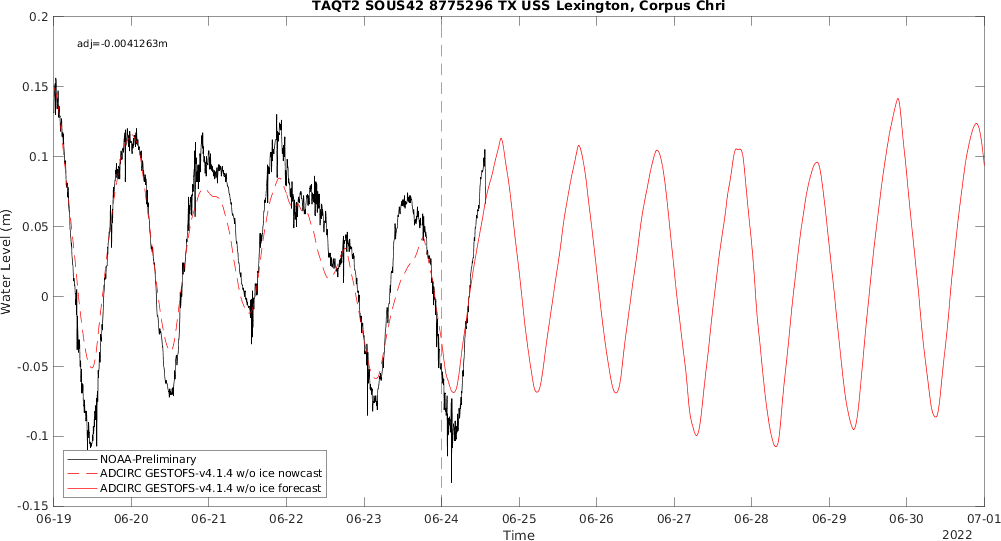 TAQT2 SOUS42 8775296 TX USS Lexington, Corpus Chri
adj=-0.0041263m
Water Level (m)
0.2
0.15
0.1
0.05
0
-0.05
-0.1
-0.15
NOAA-Preliminary
ADCIRC GESTOFS-v4.1.4 w/o ice nowcast
ADCIRC GESTOFS-v4.1.4 w/o ice forecast
06-19 06-20 06-21 06-22 06-23 06-24 06-25 06-26 06-27 06-28 06-29 06-30 07-01
Time
2022